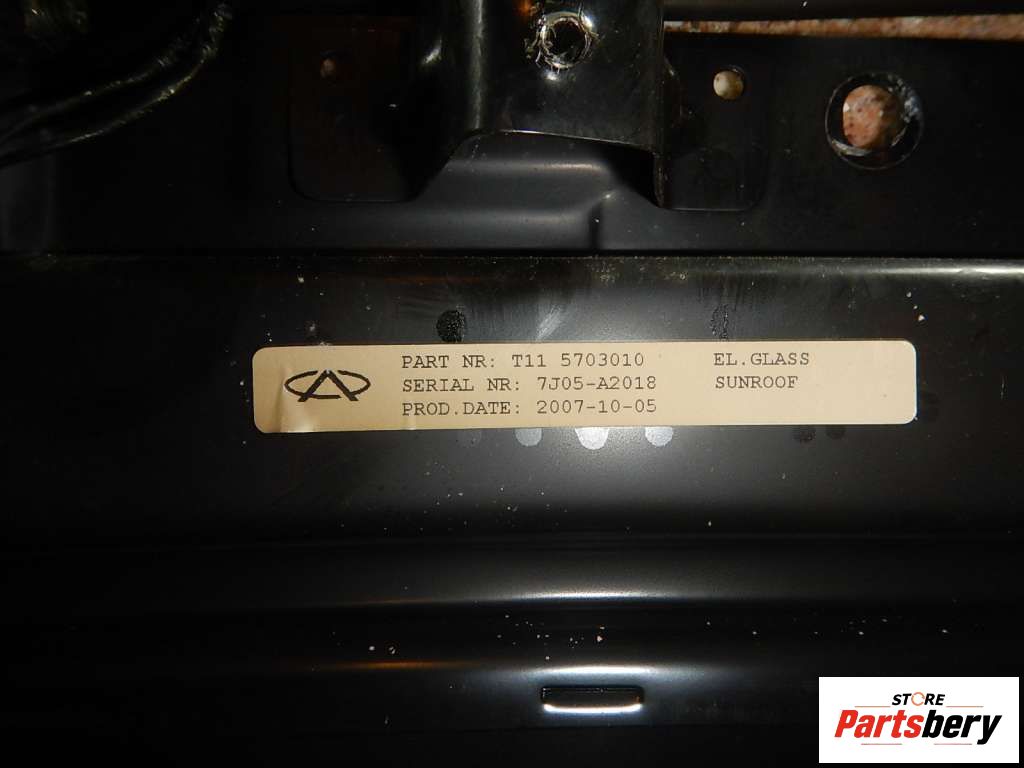 PART NR: T11 5703010 EL.GLASS
SERIAL NR: 7J05-A2018 SUNROOF
PROD.DATE: 2007-10-05
STORE
Partsbery